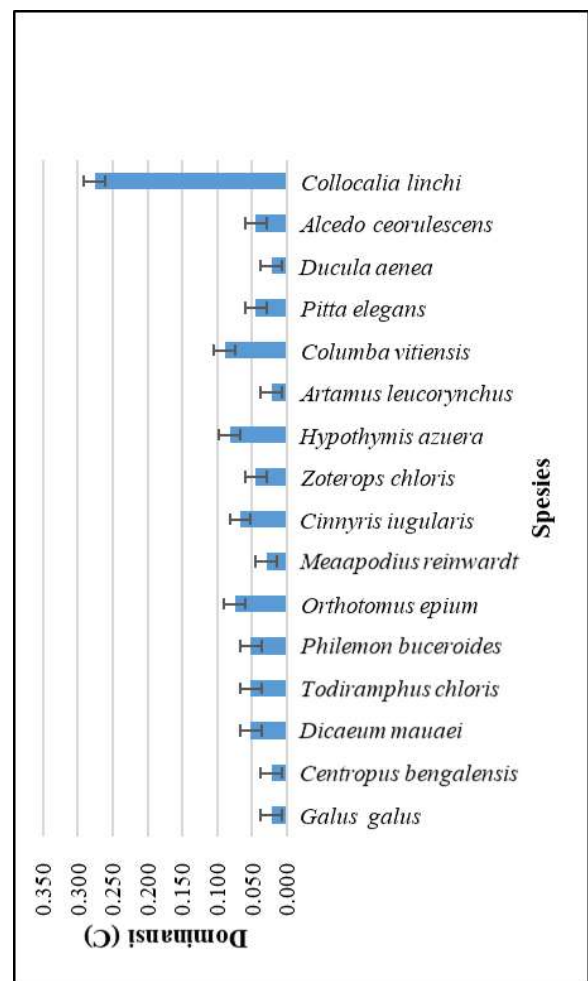 Dominansi (C)
0.350
0.300
0.250
0.200
0.150
0.100
0.050
0.000
Galus galus
Centropus bengalensis
Dicaeum mauaei
Todiramphus chloris
Philemon buceroides
Orthotomus epium
Meaapodius reinwardt
Cinnyris iugularis
Zoterops chloris
Hypothymis azuera
Artamus leucorynchus
Columba vitiensis
Pitta elegans
Ducula aenea
Alcedo ceorulescens
Collocalia linchi
Spesies